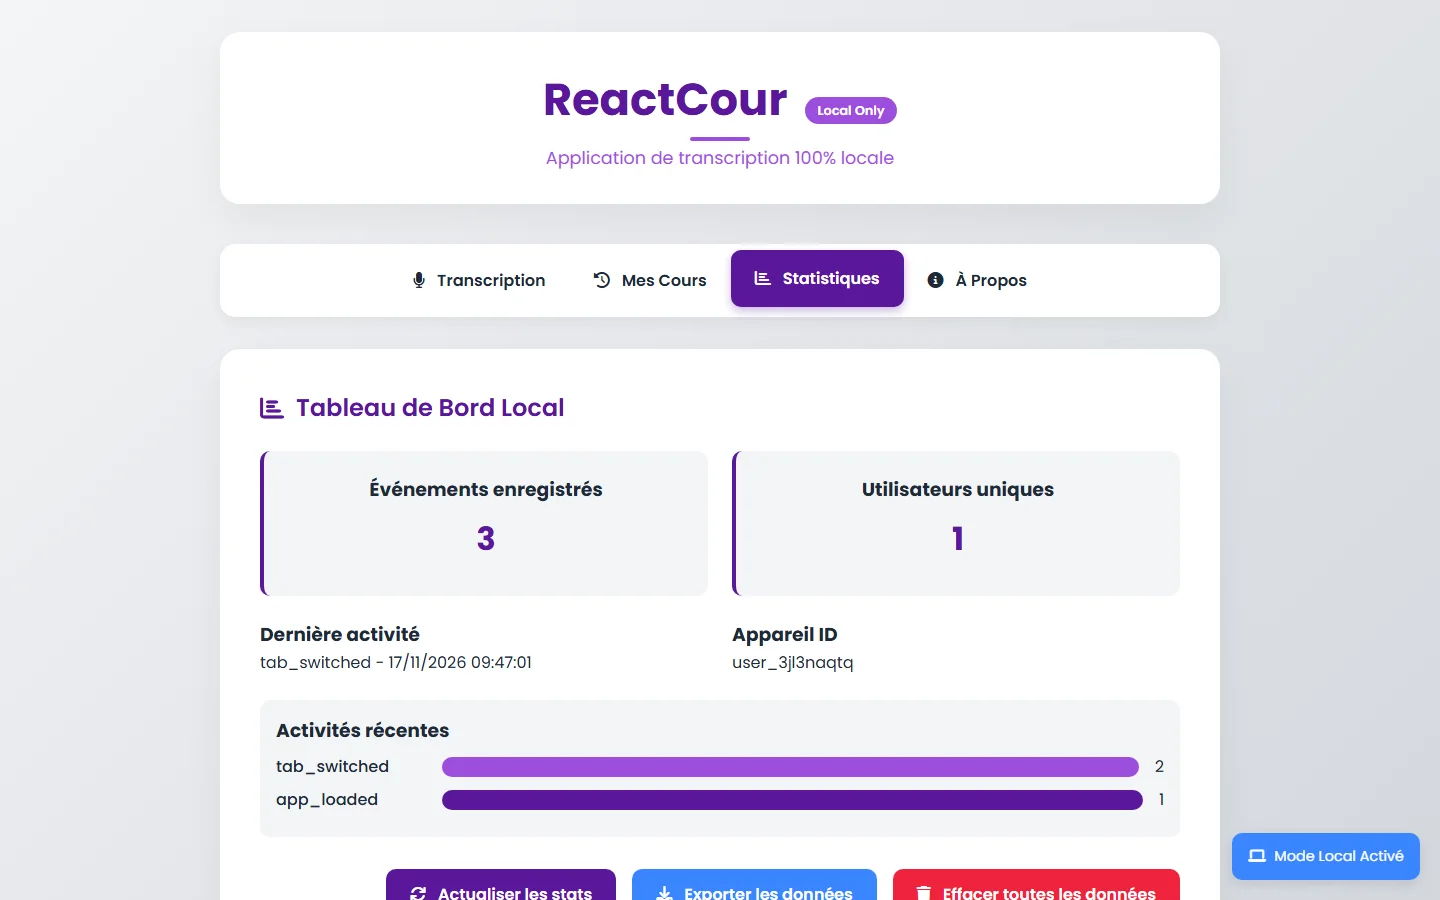 ReactCour Local Only
Application de transcription 100% locale
Transcription Mes Cours Statistiques À Propos
Tableau de Bord Local
Événements enregistrés
3
Utilisateurs uniques
1
Dernière activité
tab_switched - 17/11/2026 09:47:01
Appareil ID
user_3jl3naqtq
Activités récentes
tab_switched 2
app_loaded 1
Actualiser les stats Exporter les données Effacer toutes les données
Mode Local Activé